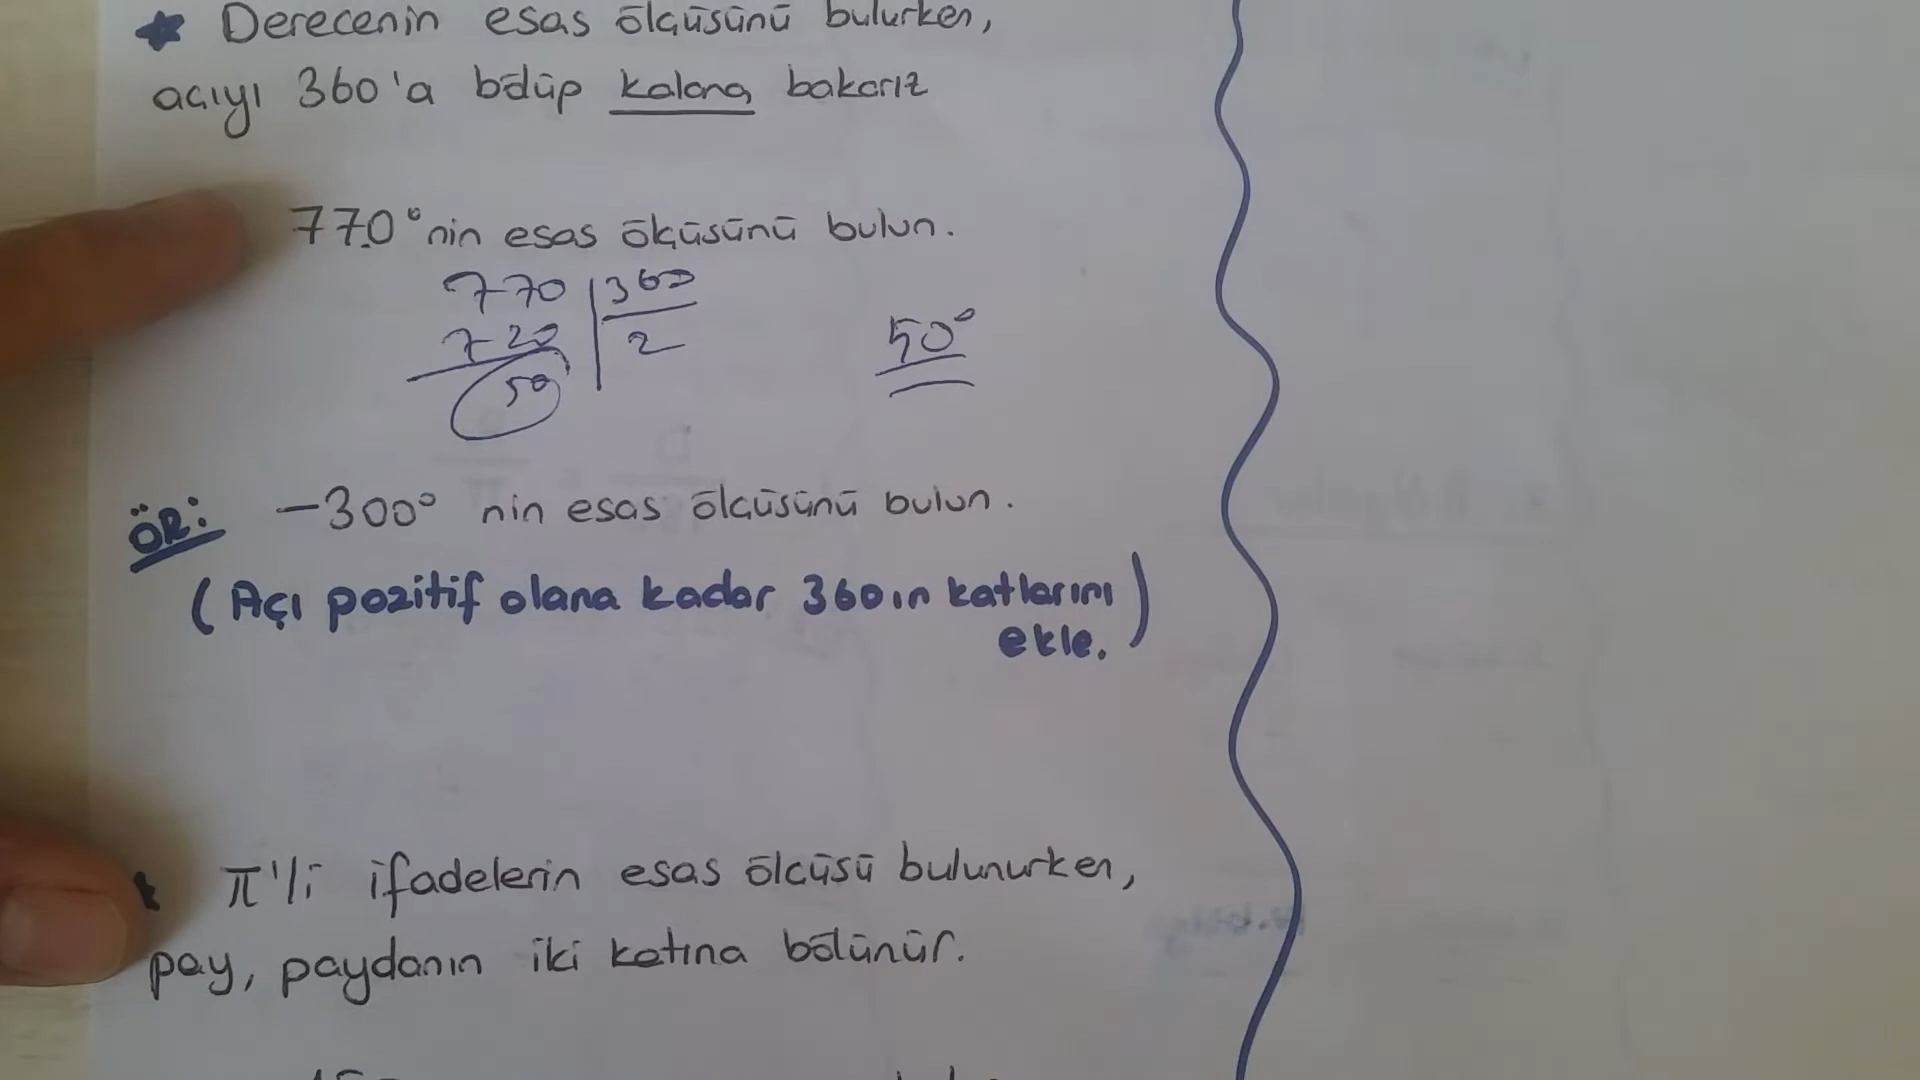 ★ Derecenin esas ölçüsünü bulurken,
açıyı 360'a bölüp kalana bakarız
770° nin esas ölçüsünü bulun.
770 | 360
720 | 2
50
50°
ÖR: -300° nin esas ölçüsünü bulun.
(Açı pozitif olana kadar 360ın katlarını
ekle.)
π'li ifadelerin esas ölçüsü bulunurken,
pay, paydanın iki katına bölünür.